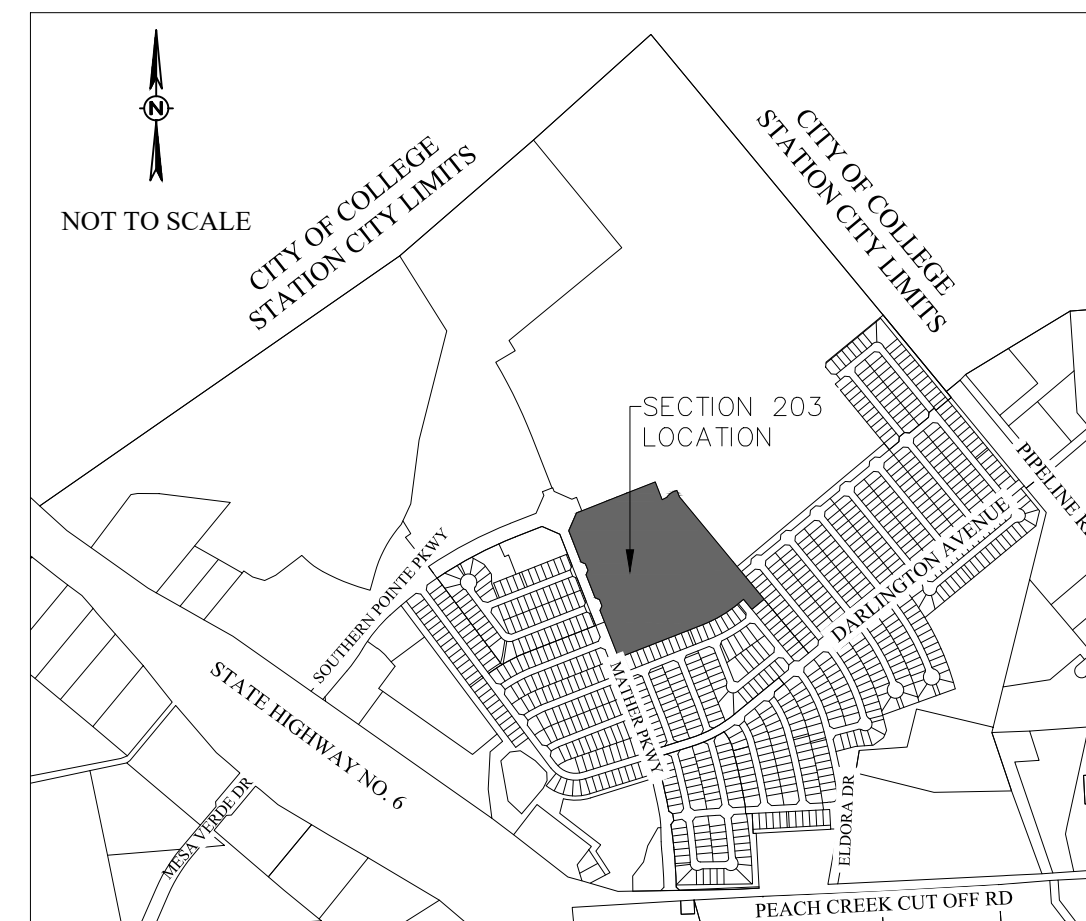 N
NOT TO SCALE
CITY OF COLLEGE
STATION CITY LIMITS
CITY OF COLLEGE
STATION CITY LIMITS
SECTION 203
LOCATION
PIPELINE
DARLINGTON AVENUE
SOUTHERN POINTE PKWY
STATE HIGHWAY NO. 6
MATHER PKWY
MESA VERDE DR
ELDORA DR
PEACH CREEK CUT OFF RD